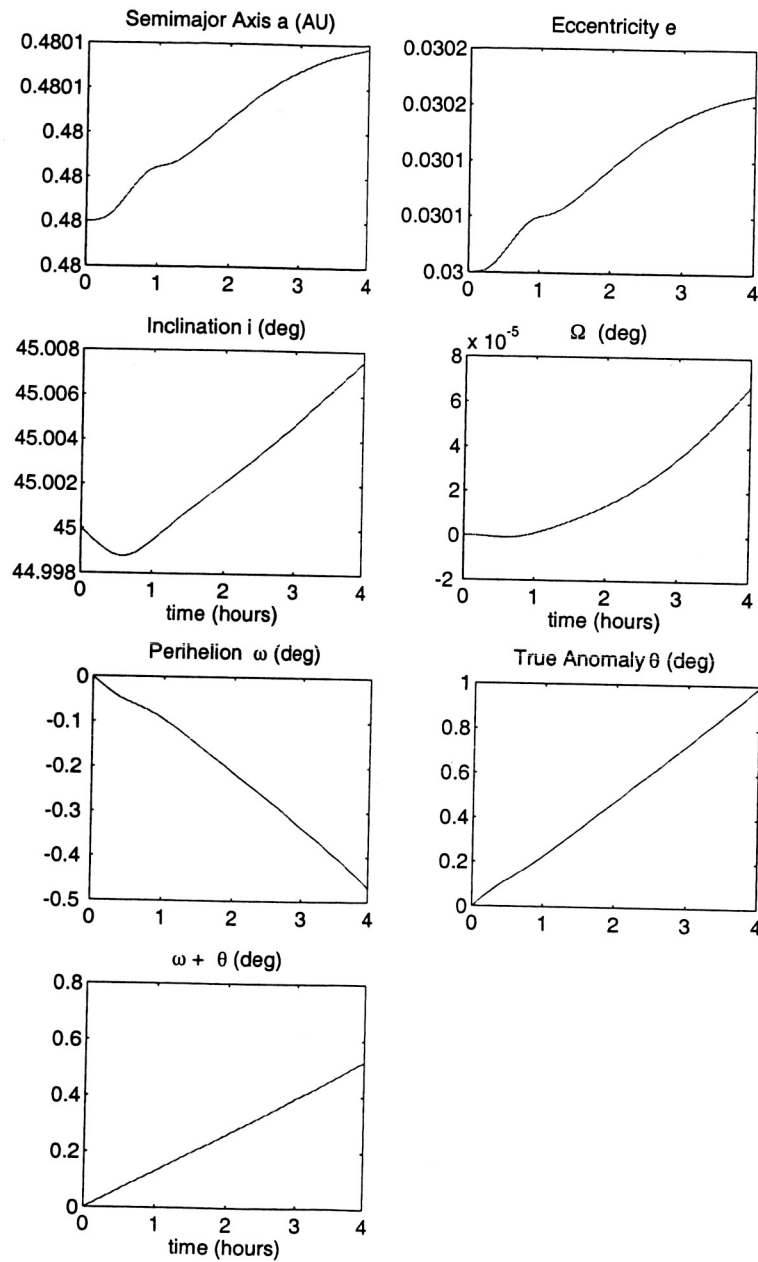 Semimajor Axis a (AU)
0.4801
0.4801
0.48
0.48
0.48
0.48
0 1 2 3 4
Eccentricity e
0.0302
0.0302
0.0301
0.0301
0.03
0 1 2 3 4
Inclination i (deg)
45.008
45.006
45.004
45.002
45
44.998
0 1 2 3 4
time (hours)
Ω (deg)
x 10^-5
8
6
4
2
0
-2
0 1 2 3 4
time (hours)
Perihelion ω (deg)
0
-0.1
-0.2
-0.3
-0.4
-0.5
0 1 2 3 4
True Anomaly θ (deg)
1
0.8
0.6
0.4
0.2
0
0 1 2 3 4
ω + θ (deg)
0.8
0.6
0.4
0.2
0
0 1 2 3 4
time (hours)